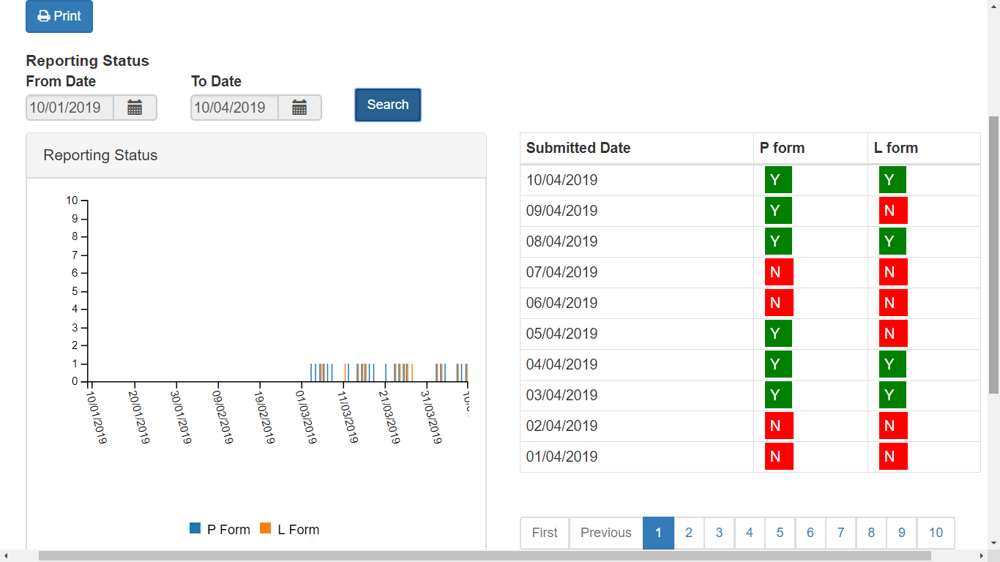 Print
Reporting Status
From Date To Date
10/01/2019 10/04/2019 Search
Reporting Status
10
9
8
7
6
5
4
3
2
1
0
10/01/2019 20/01/2019 30/01/2019 09/02/2019 19/02/2019 01/03/2019 11/03/2019 21/03/2019 31/03/2019
P Form L Form
Submitted Date P form L form
10/04/2019 Y Y
09/04/2019 Y N
08/04/2019 Y Y
07/04/2019 N N
06/04/2019 N N
05/04/2019 Y N
04/04/2019 Y Y
03/04/2019 Y Y
02/04/2019 N N
01/04/2019 N N
First Previous 1 2 3 4 5 6 7 8 9 10